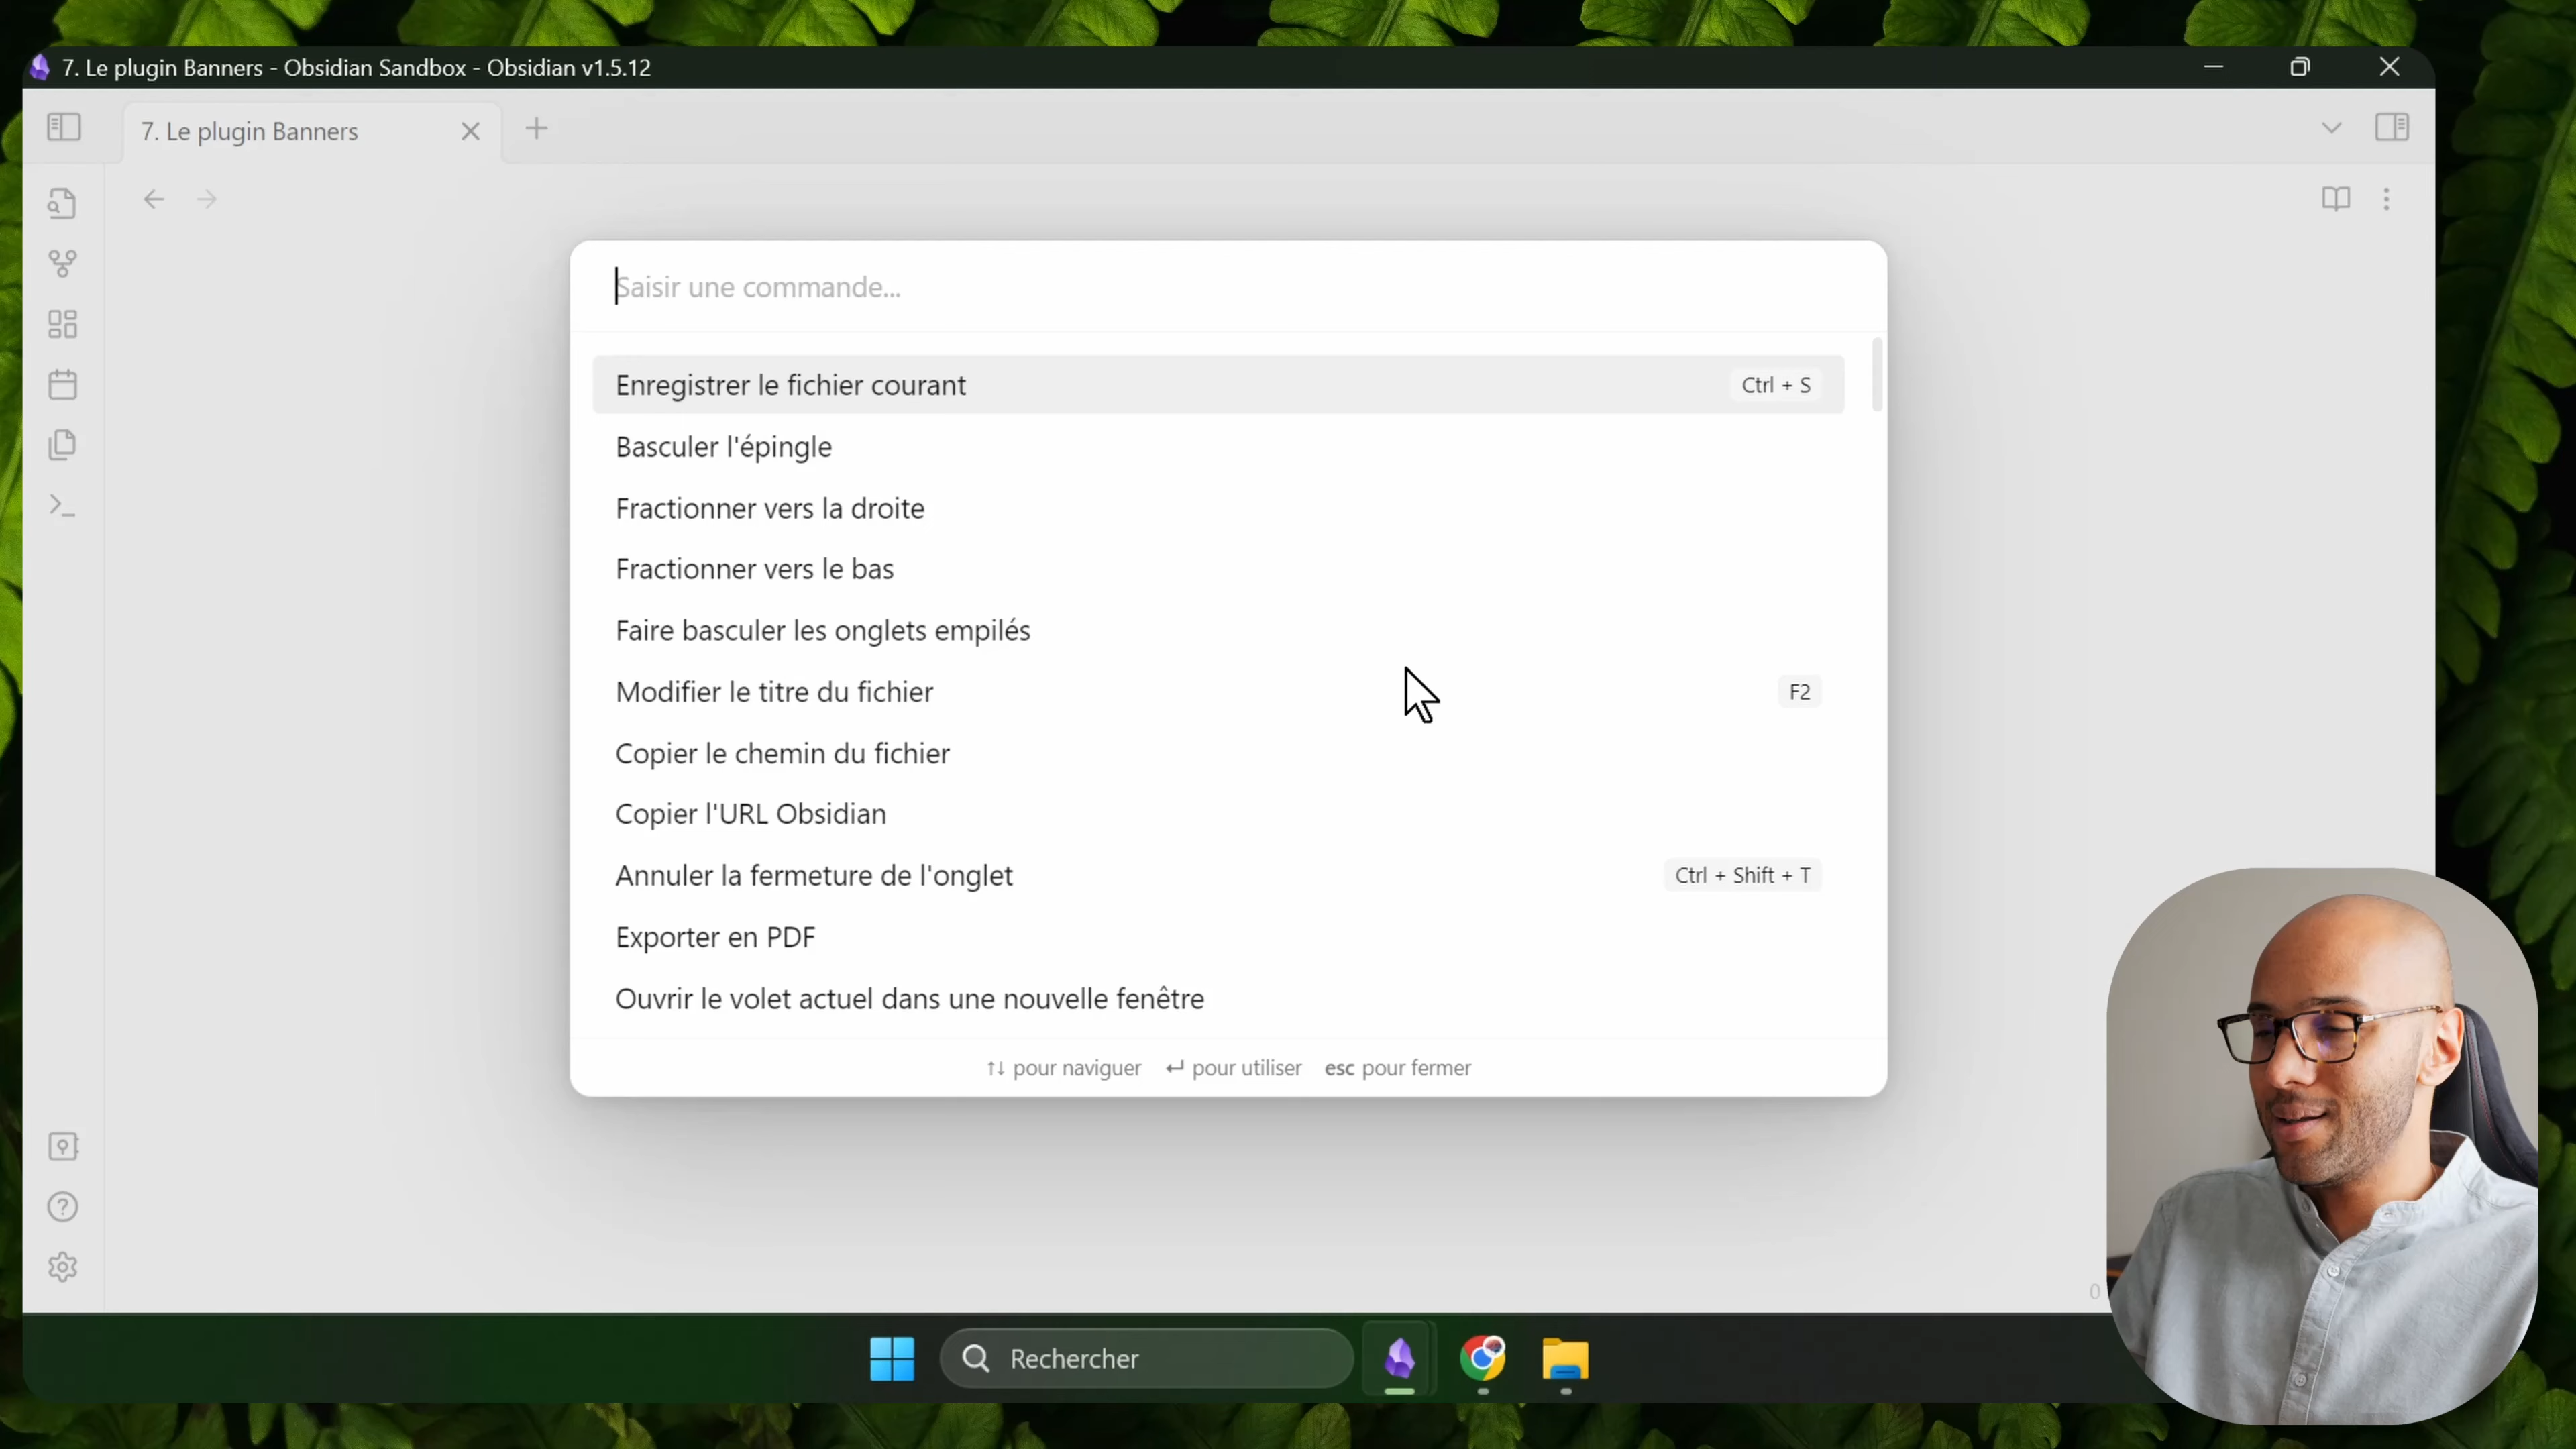 7. Le plugin Banners - Obsidian Sandbox - Obsidian v1.5.12
7. Le plugin Banners
Saisir une commande...
Enregistrer le fichier courant Ctrl + S
Basculer l'épingle
Fractionner vers la droite
Fractionner vers le bas
Faire basculer les onglets empilés
Modifier le titre du fichier F2
Copier le chemin du fichier
Copier l'URL Obsidian
Annuler la fermeture de l'onglet Ctrl + Shift + T
Exporter en PDF
Ouvrir le volet actuel dans une nouvelle fenêtre
↑↓ pour naviguer ↵ pour utiliser esc pour fermer
0
Rechercher